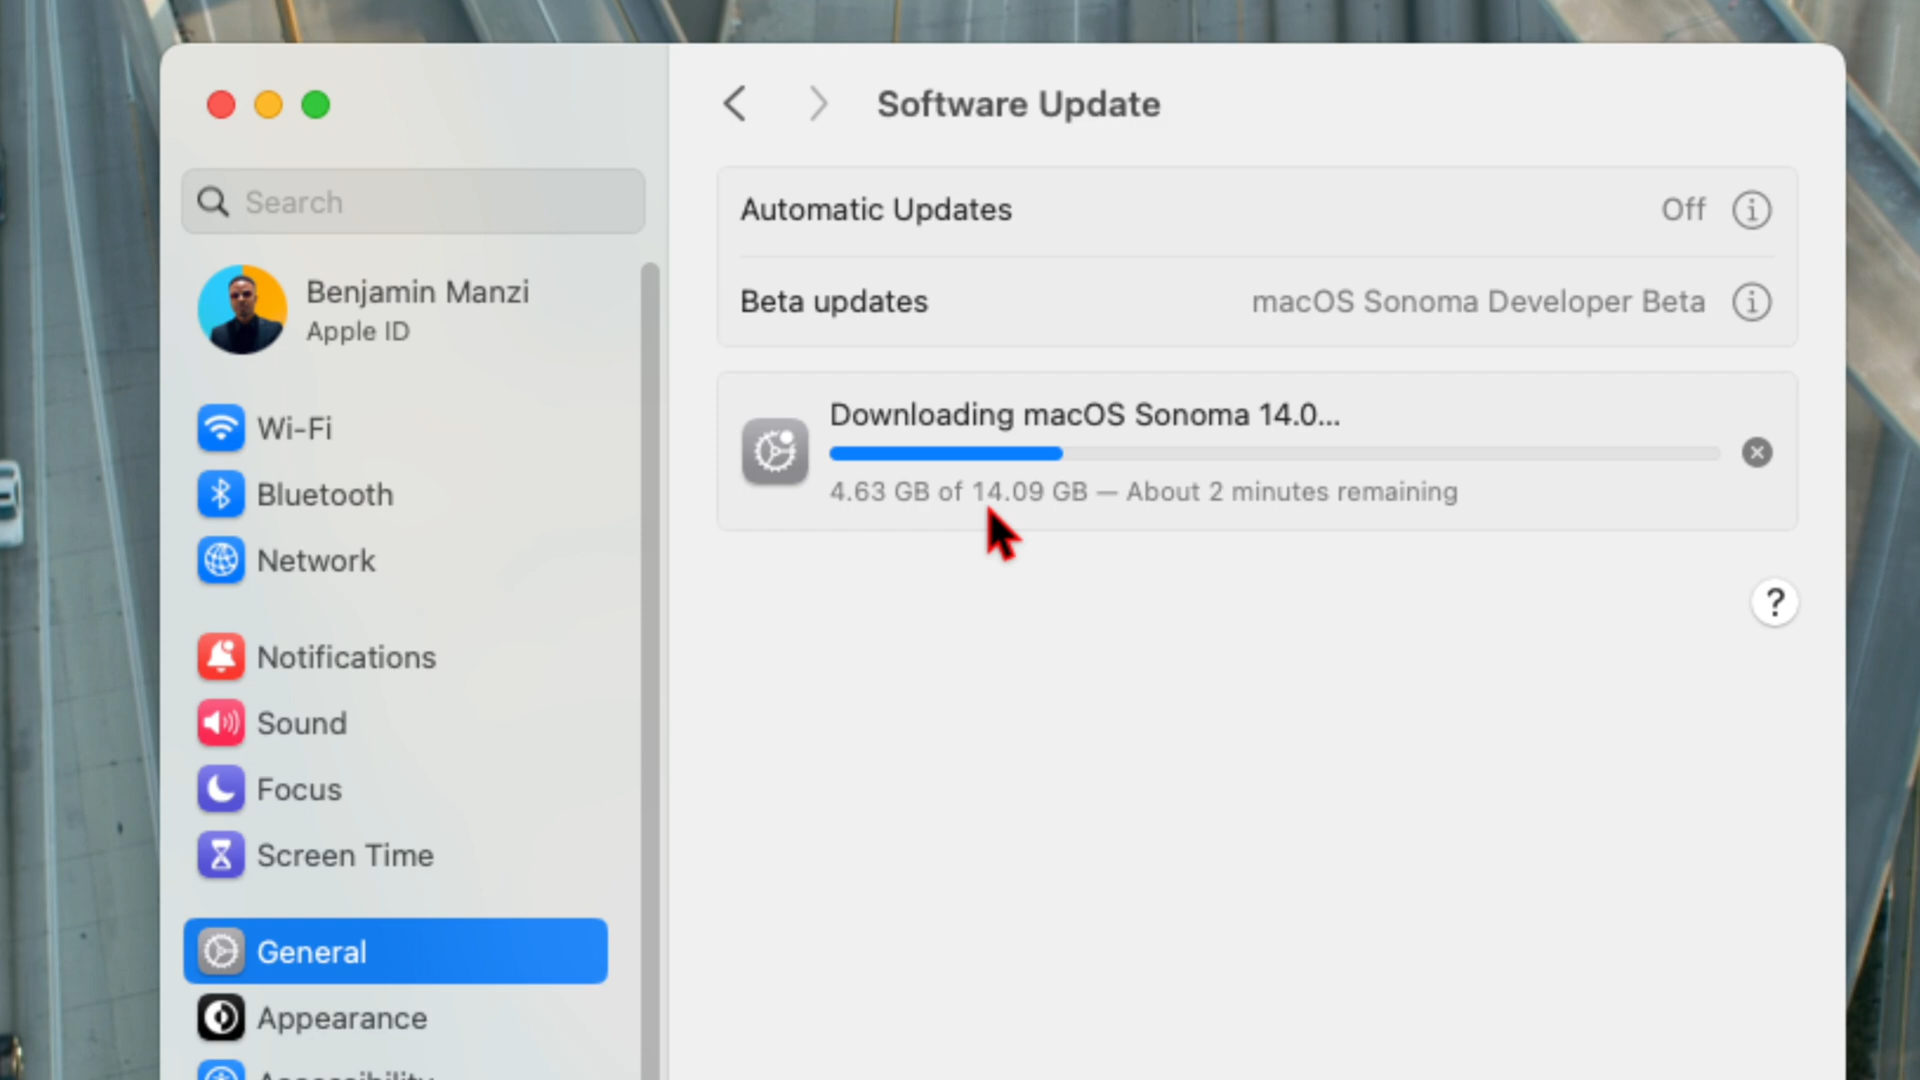 Software Update
Search
Benjamin Manzi
Apple ID
Wi-Fi
Bluetooth
Network
Notifications
Sound
Focus
Screen Time
General
Appearance
Accessibility
Automatic Updates Off
Beta updates macOS Sonoma Developer Beta
Downloading macOS Sonoma 14.0...
4.63 GB of 14.09 GB — About 2 minutes remaining
?